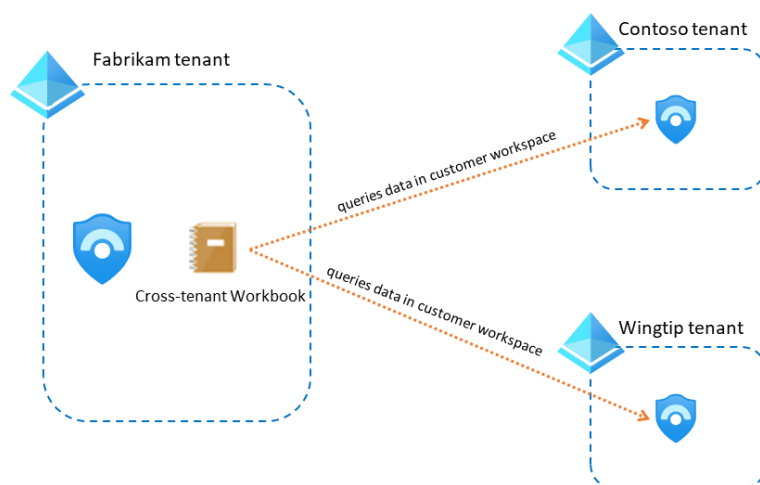 Fabrikam tenant
Contoso tenant
queries data in customer workspace
Cross-tenant Workbook
queries data in customer workspace
Wingtip tenant